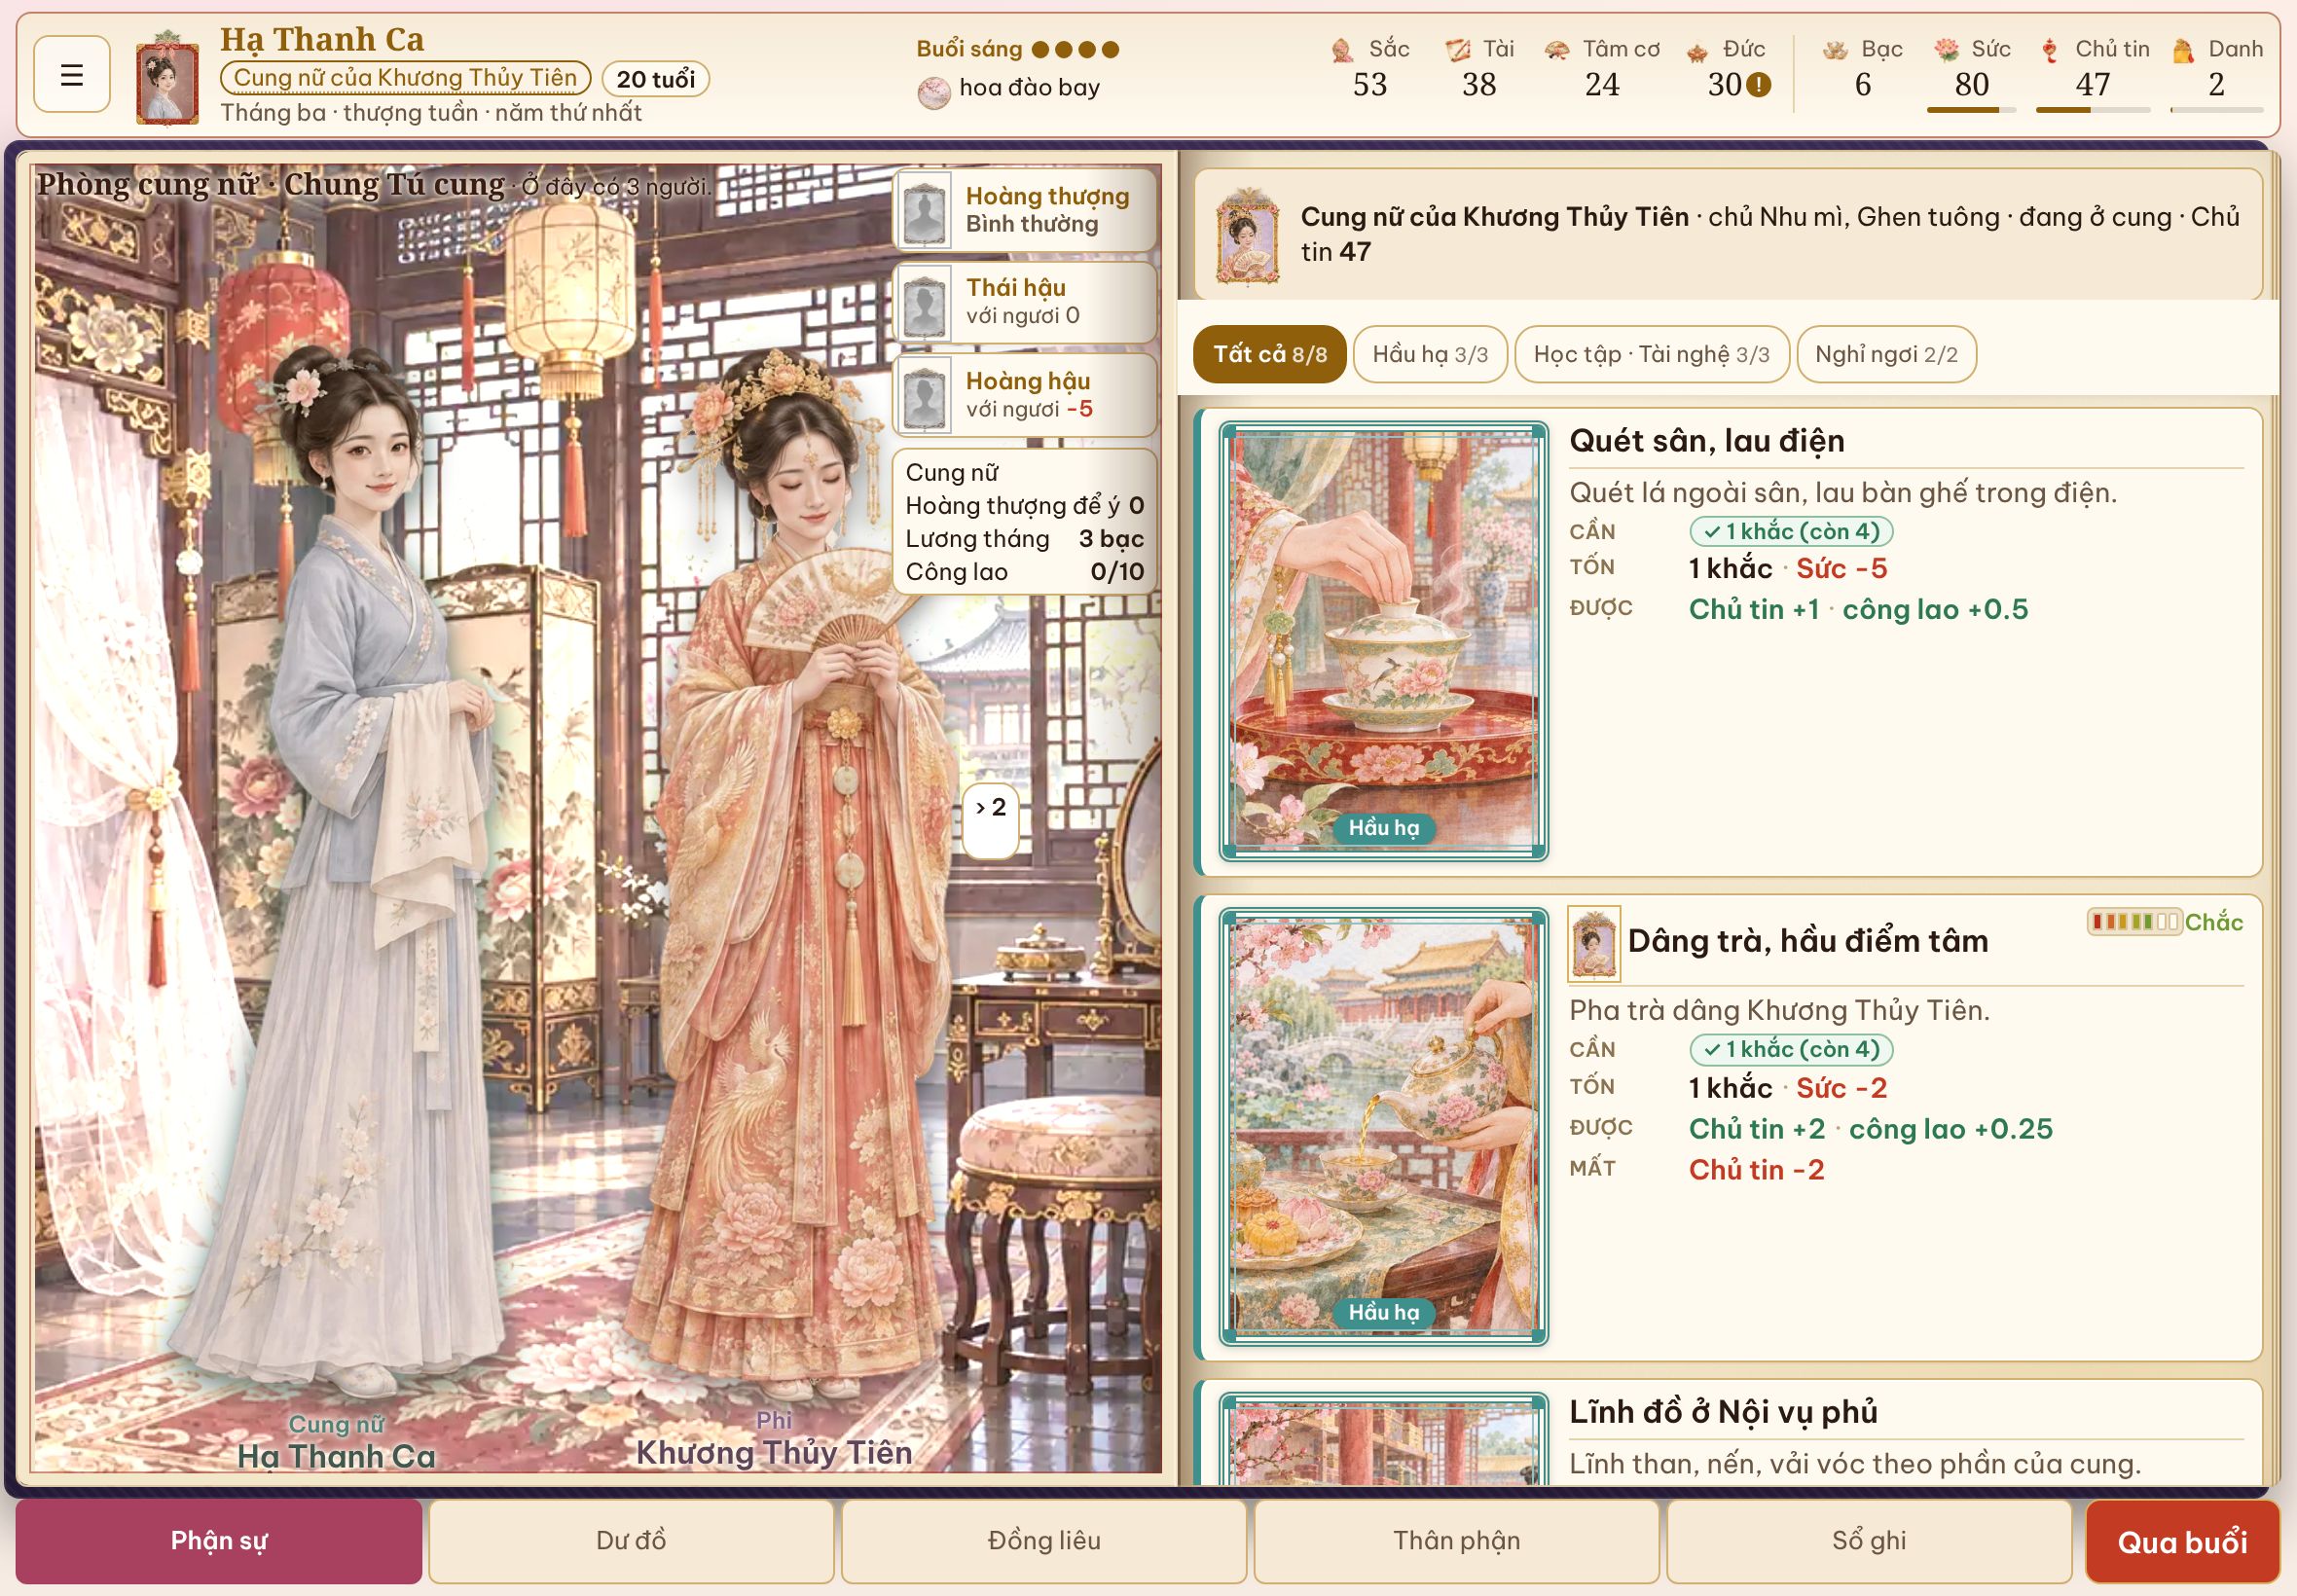 Hạ Thanh Ca
Cung nữ của Khương Thủy Tiên
20 tuổi
Tháng ba · thượng tuần · năm thứ nhất
Buổi sáng
hoa đào bay
Sắc
53
Tài
38
Tâm cơ
24
Đức
30
!
Bạc
6
Sức
80
Chủ tin
47
Danh
2
Phòng cung nữ · Chung Tú cung · Ở đây có 3 người.
Hoàng thượng
Bình thường
Thái hậu
với ngươi 0
Hoàng hậu
với ngươi -5
Cung nữ
Hoàng thượng để ý 0
Lương tháng 3 bạc
Công lao 0/10
› 2
Cung nữ
Hạ Thanh Ca
Phi
Khương Thủy Tiên
Cung nữ của Khương Thủy Tiên · chủ Nhu mì, Ghen tuông · đang ở cung · Chủ
tin 47
Tất cả 8/8
Hầu hạ 3/3
Học tập · Tài nghệ 3/3
Nghỉ ngơi 2/2
Hầu hạ
Quét sân, lau điện
Quét lá ngoài sân, lau bàn ghế trong điện.
CẦN ✓ 1 khắc (còn 4)
TỐN 1 khắc · Sức -5
ĐƯỢC Chủ tin +1 · công lao +0.5
Hầu hạ
Dâng trà, hầu điểm tâm
Chắc
Pha trà dâng Khương Thủy Tiên.
CẦN ✓ 1 khắc (còn 4)
TỐN 1 khắc · Sức -2
ĐƯỢC Chủ tin +2 · công lao +0.25
MẤT Chủ tin -2
Lĩnh đồ ở Nội vụ phủ
Lĩnh than, nến, vải vóc theo phần của cung.
Phận sự
Dư đồ
Đồng liêu
Thân phận
Sổ ghi
Qua buổi